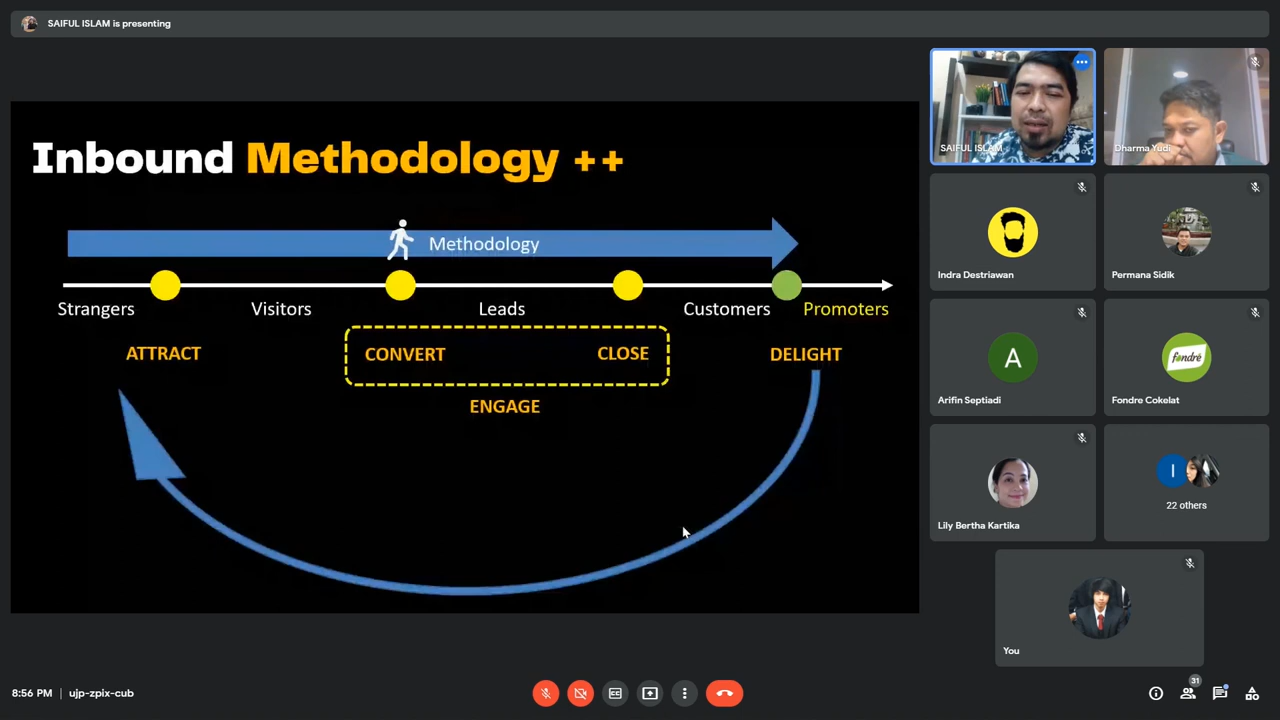 SAIFUL ISLAM is presenting
Inbound Methodology ++
Methodology
Strangers Visitors Leads Customers Promoters
ATTRACT CONVERT CLOSE DELIGHT
ENGAGE
SAIFUL ISLAM
Dharma Yudi
Indra Destriawan
Permana Sidik
A
fondré
Arifin Septiadi
Fondre Cokelat
I
22 others
Lily Bertha Kartika
You
8:56 PM | ujp-zpix-cub
CC
31